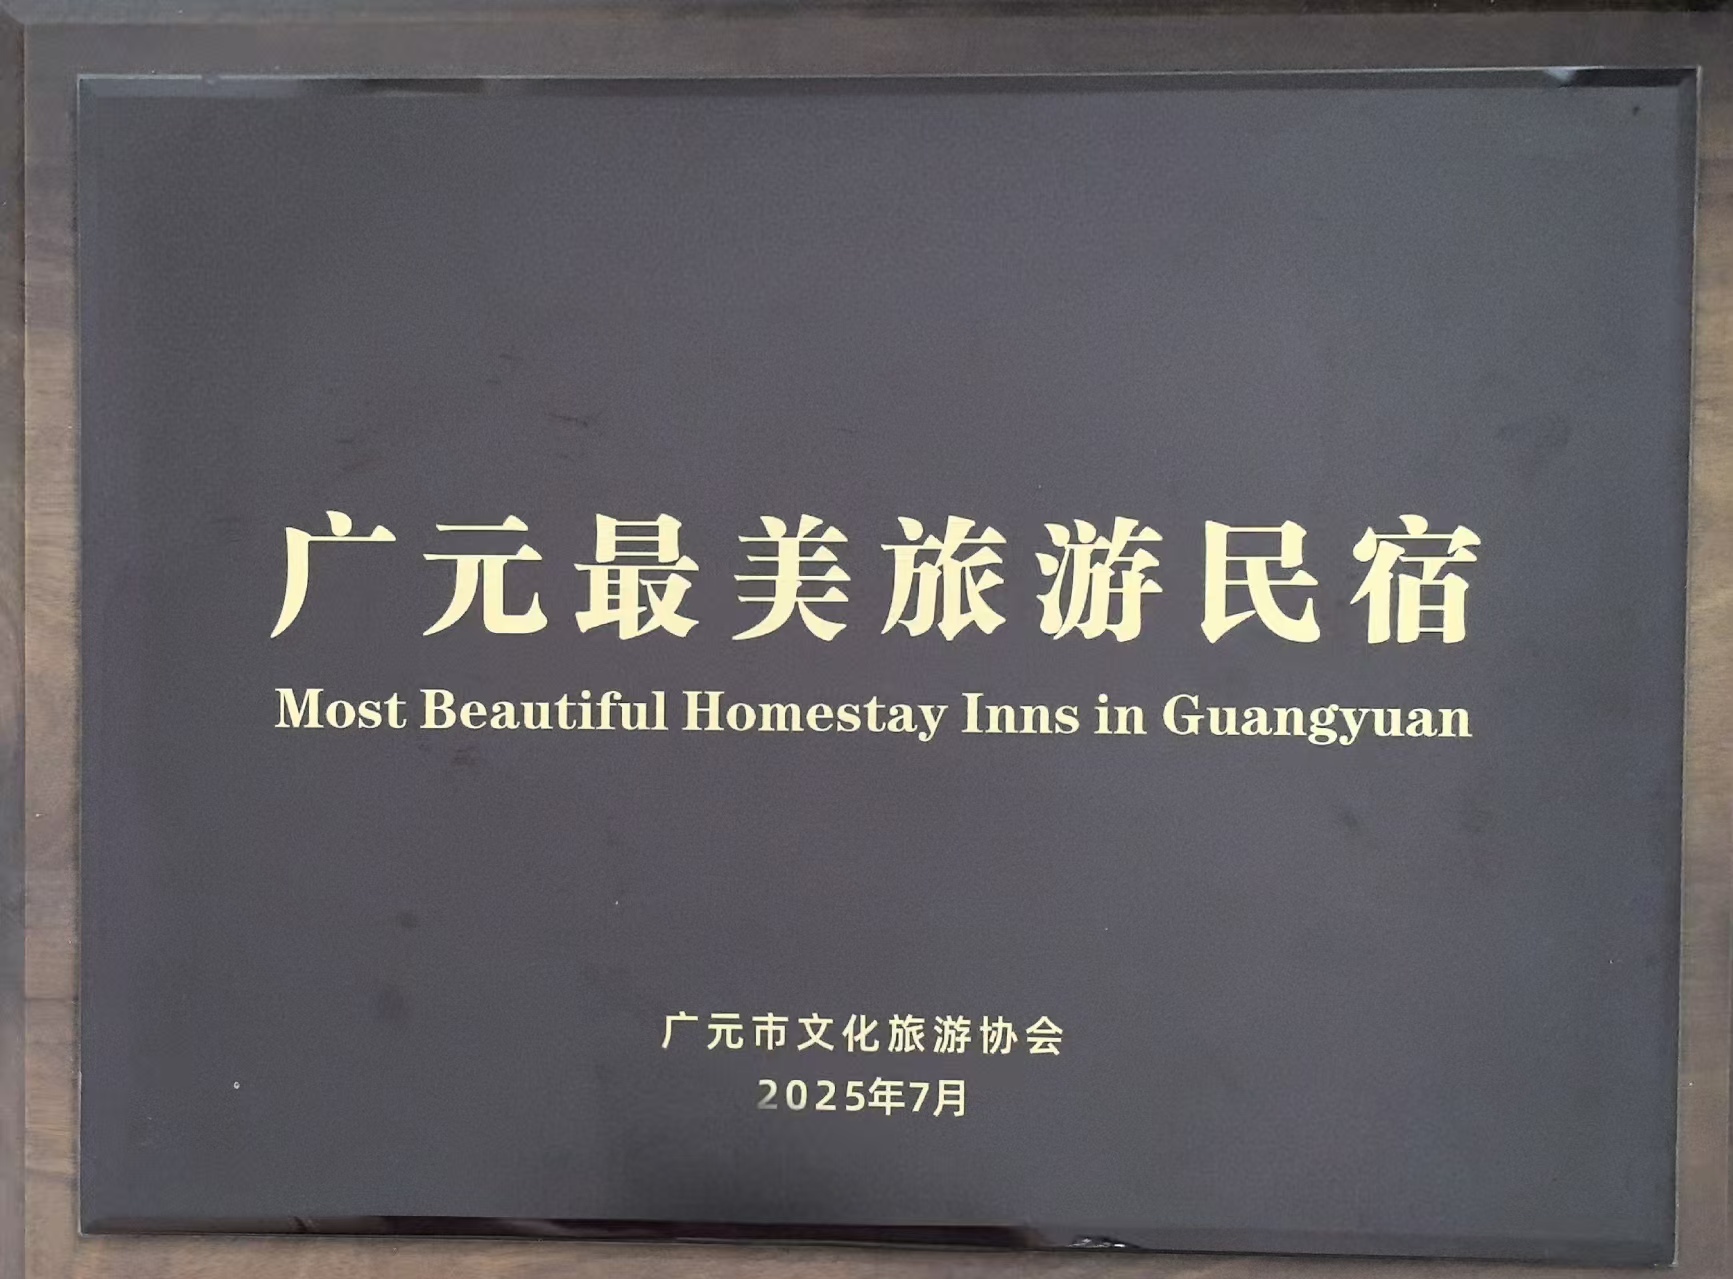 广元最美旅游民宿
Most Beautiful Homestay Inns in Guangyuan
广元市文化旅游协会
2025年7月